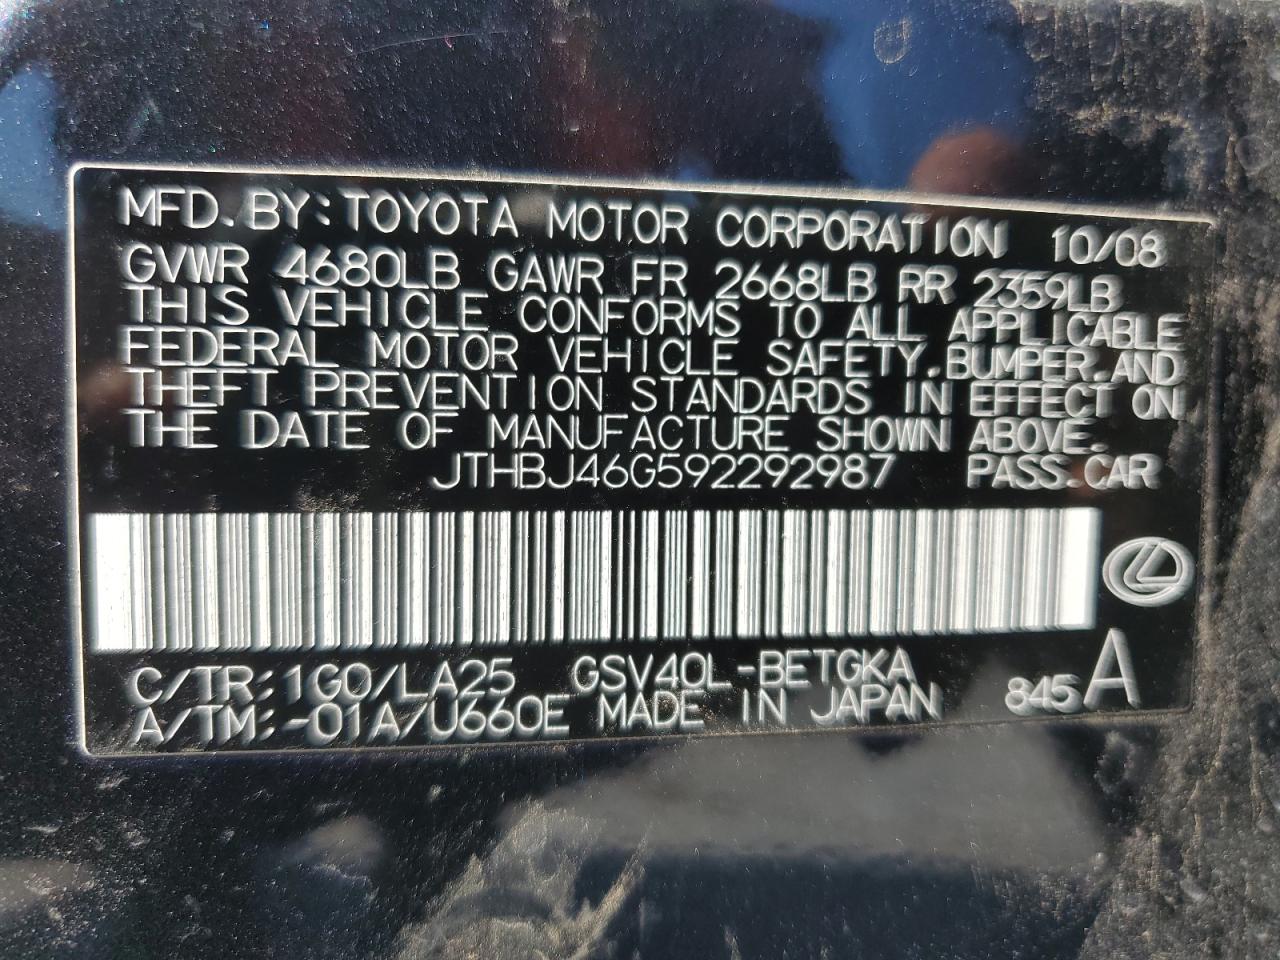 MFD. BY: TOYOTA MOTOR CORPORATION 10/08
GVWR 4680LB GAWR FR 2668LB RR 2359LB
THIS VEHICLE CONFORMS TO ALL APPLICABLE
FEDERAL MOTOR VEHICLE SAFETY, BUMPER, AND
THEFT PREVENTION STANDARDS IN EFFECT ON
THE DATE OF MANUFACTURE SHOWN ABOVE.
JTHBJ46G592292987 PASS. CAR
C/TR: 1G0/LA25 GSV40L-BETGKA
A/TM: -01A/U660E MADE IN JAPAN 845 A